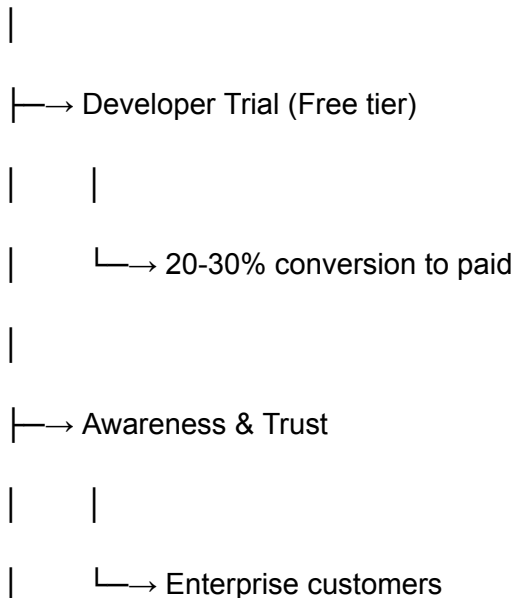 │
├─→ Developer Trial (Free tier)
│ │
│ └─→ 20-30% conversion to paid
│
├─→ Awareness & Trust
│ │
│ └─→ Enterprise customers